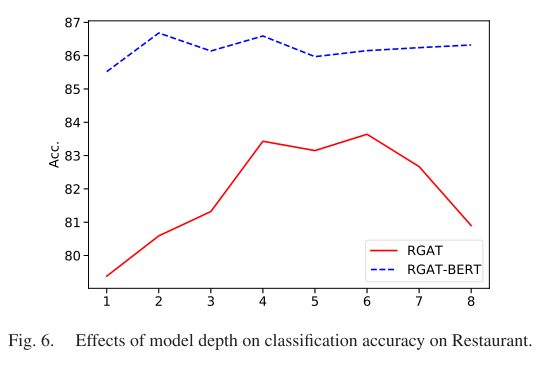 87
86
85
84
83
82
81
80
Acc.
1 2 3 4 5 6 7 8
RGAT
RGAT-BERT
Fig. 6. Effects of model depth on classification accuracy on Restaurant.